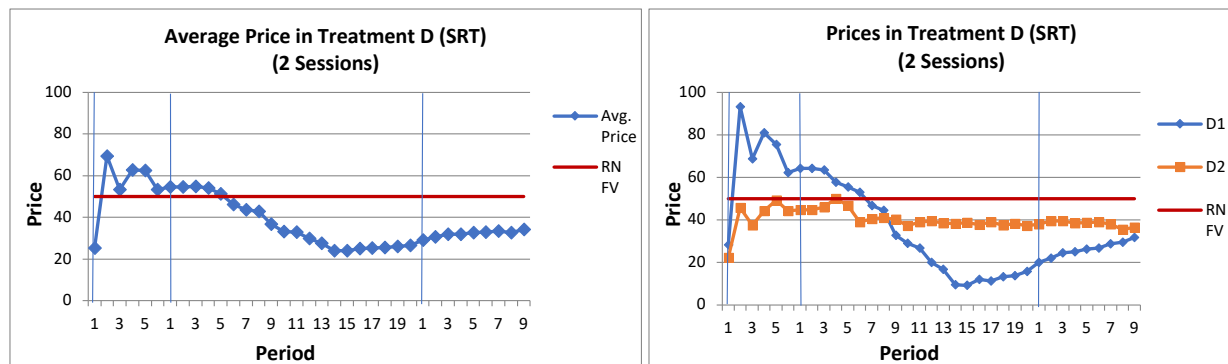 Average Price in Treatment D (SRT)
(2 Sessions)
Price
100
80
60
40
20
0
1 3 5 1 3 5 7 9 11 13 15 17 19 1 3 5 7 9
Period
Avg.
Price
RN
FV
Prices in Treatment D (SRT)
(2 Sessions)
Price
100
80
60
40
20
0
1 3 5 1 3 5 7 9 11 13 15 17 19 1 3 5 7 9
Period
D1
D2
RN
FV